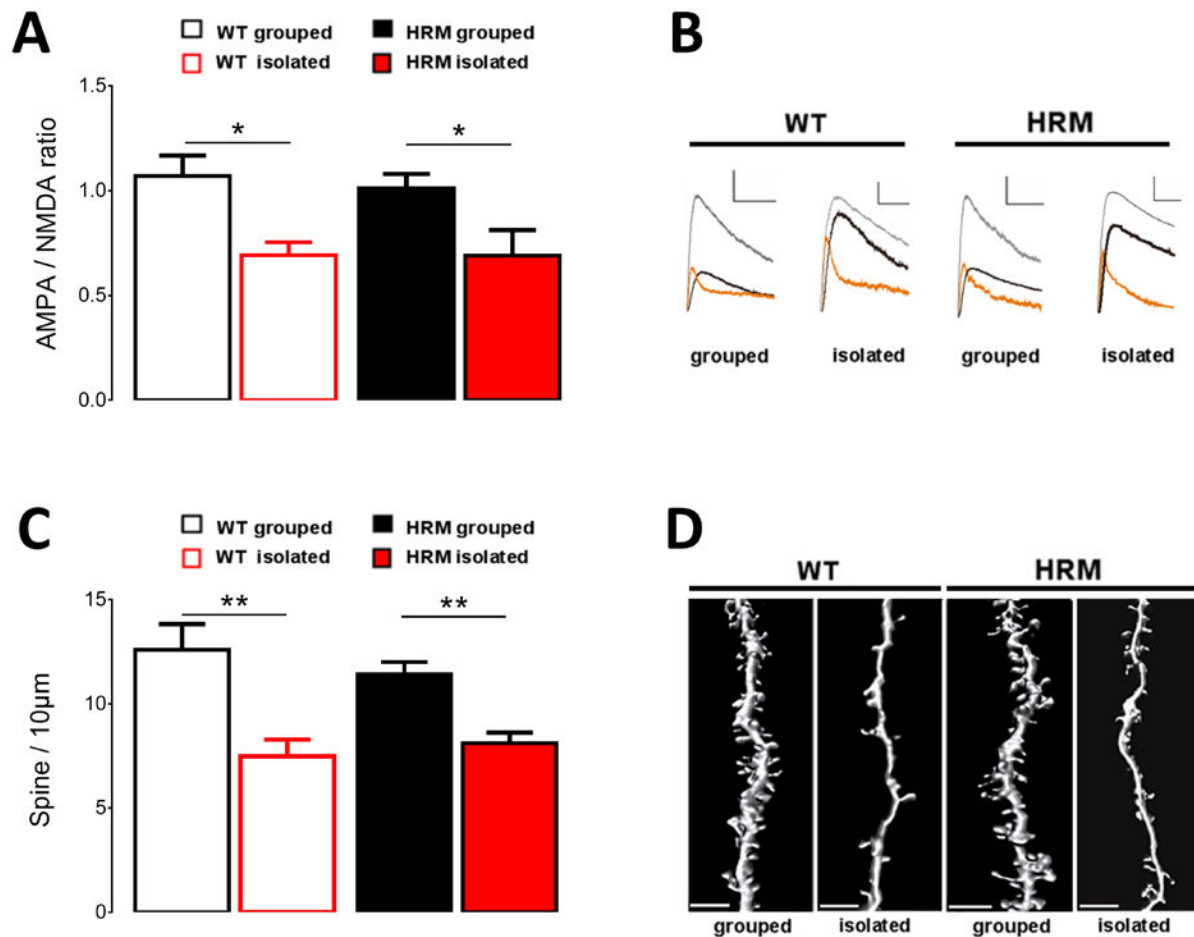 A
WT grouped
HRM grouped
WT isolated
HRM isolated
1.5
1.0
0.5
0.0
AMPA / NMDA ratio
*
*
B
WT
HRM
grouped
isolated
grouped
isolated
C
WT grouped
HRM grouped
WT isolated
HRM isolated
15
10
5
0
Spine / 10µm
**
**
D
WT
HRM
grouped
isolated
grouped
isolated